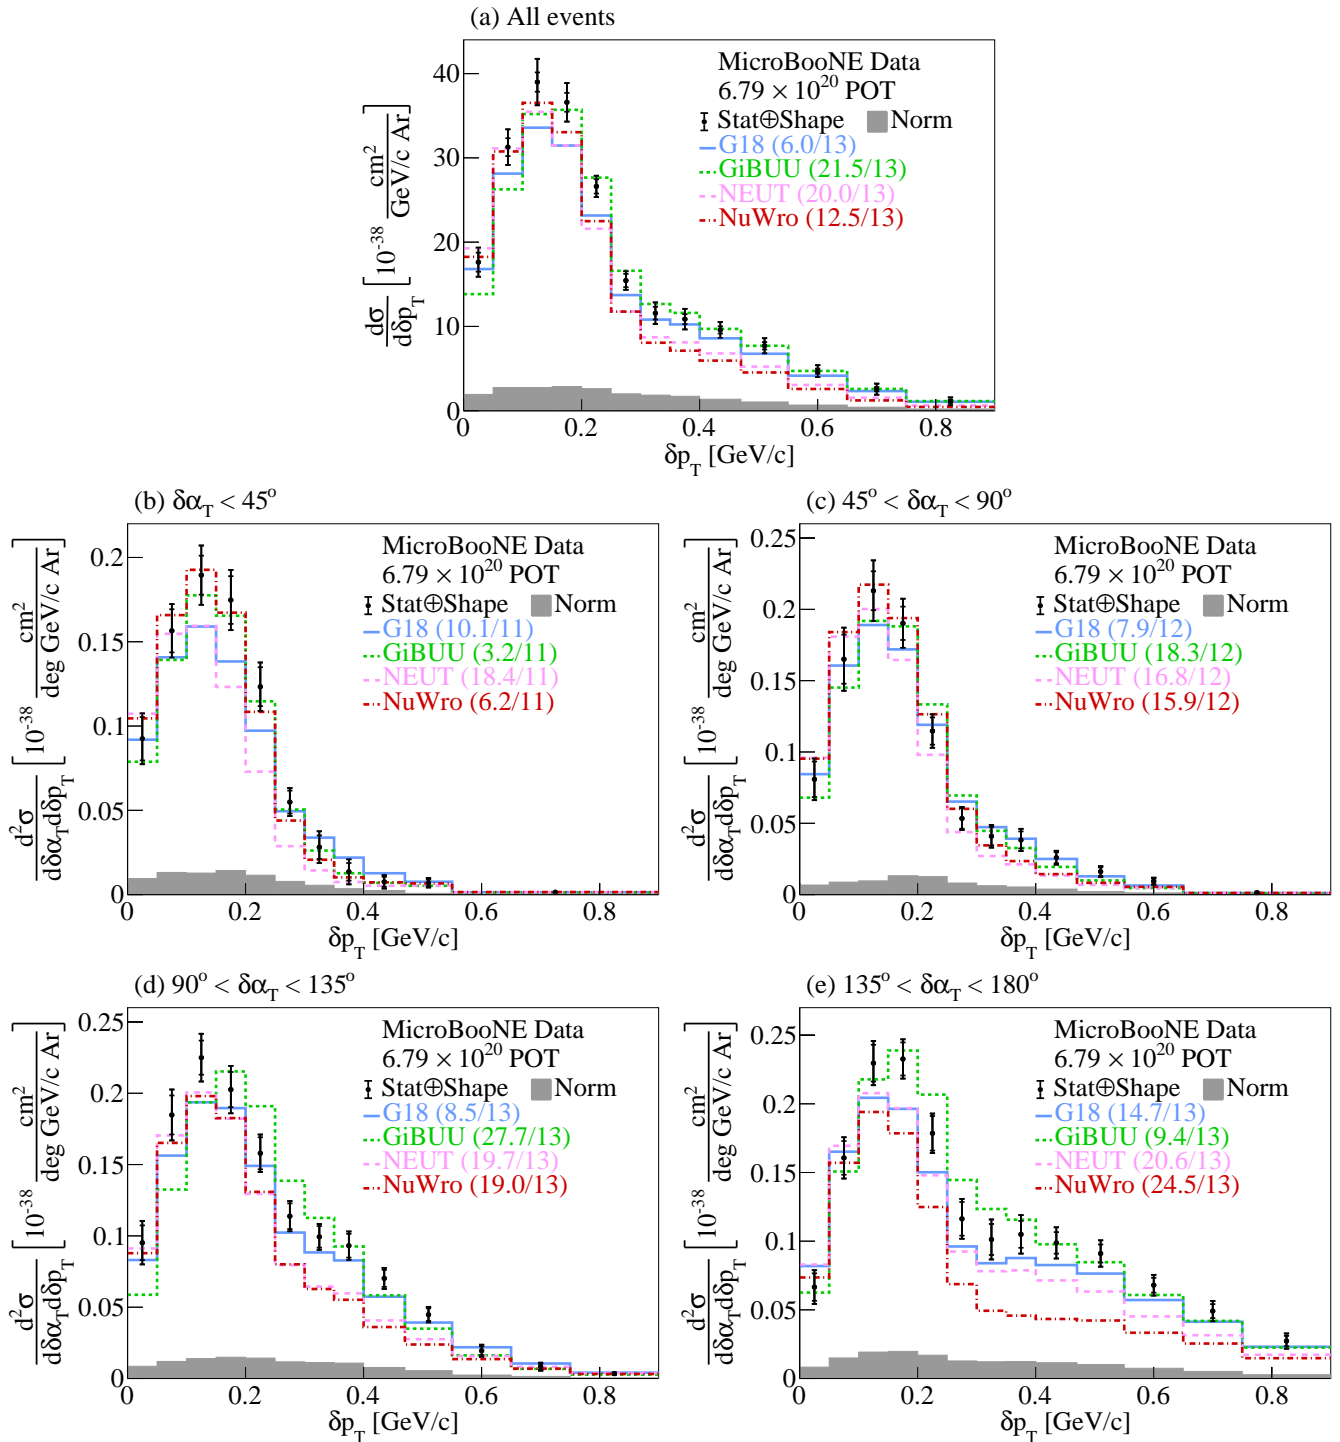 (a) All events
MicroBooNE Data
6.79 × 10^20 POT
Stat⊕Shape Norm
G18 (6.0/13)
GiBUU (21.5/13)
NEUT (20.0/13)
NuWro (12.5/13)
dσ/dδp_T [10^-38 cm^2/GeV/c Ar]
40
30
20
10
0
0 0.2 0.4 0.6 0.8
δp_T [GeV/c]
(b) δα_T < 45°
MicroBooNE Data
6.79 × 10^20 POT
Stat⊕Shape Norm
G18 (10.1/11)
GiBUU (3.2/11)
NEUT (18.4/11)
NuWro (6.2/11)
d^2σ/dδα_T dδp_T [10^-38 cm^2/deg GeV/c Ar]
0.2
0.15
0.1
0.05
0
0 0.2 0.4 0.6 0.8
δp_T [GeV/c]
(c) 45° < δα_T < 90°
MicroBooNE Data
6.79 × 10^20 POT
Stat⊕Shape Norm
G18 (7.9/12)
GiBUU (18.3/12)
NEUT (16.8/12)
NuWro (15.9/12)
d^2σ/dδα_T dδp_T [10^-38 cm^2/deg GeV/c Ar]
0.25
0.2
0.15
0.1
0.05
0
0 0.2 0.4 0.6 0.8
δp_T [GeV/c]
(d) 90° < δα_T < 135°
MicroBooNE Data
6.79 × 10^20 POT
Stat⊕Shape Norm
G18 (8.5/13)
GiBUU (27.7/13)
NEUT (19.7/13)
NuWro (19.0/13)
d^2σ/dδα_T dδp_T [10^-38 cm^2/deg GeV/c Ar]
0.25
0.2
0.15
0.1
0.05
0
0 0.2 0.4 0.6 0.8
δp_T [GeV/c]
(e) 135° < δα_T < 180°
MicroBooNE Data
6.79 × 10^20 POT
Stat⊕Shape Norm
G18 (14.7/13)
GiBUU (9.4/13)
NEUT (20.6/13)
NuWro (24.5/13)
d^2σ/dδα_T dδp_T [10^-38 cm^2/deg GeV/c Ar]
0.25
0.2
0.15
0.1
0.05
0
0 0.2 0.4 0.6 0.8
δp_T [GeV/c]